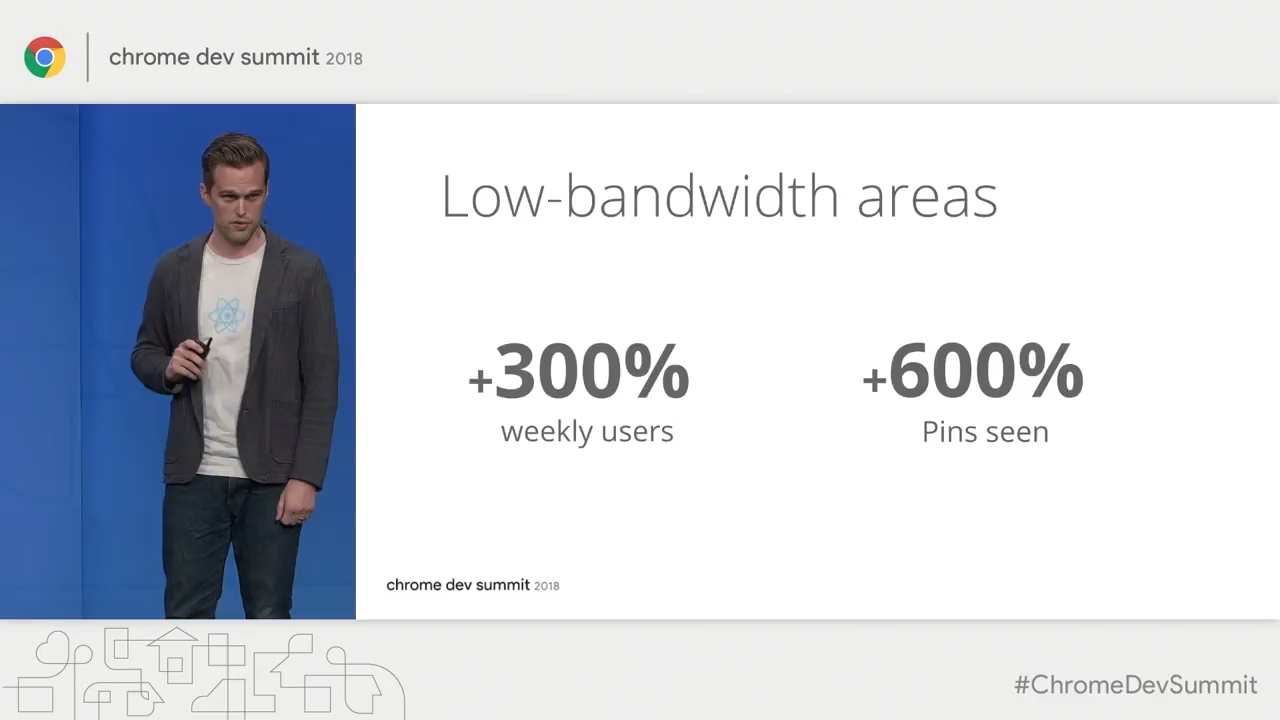 chrome dev summit 2018
Low-bandwidth areas
+300%
weekly users
+600%
Pins seen
chrome dev summit 2018
#ChromeDevSummit